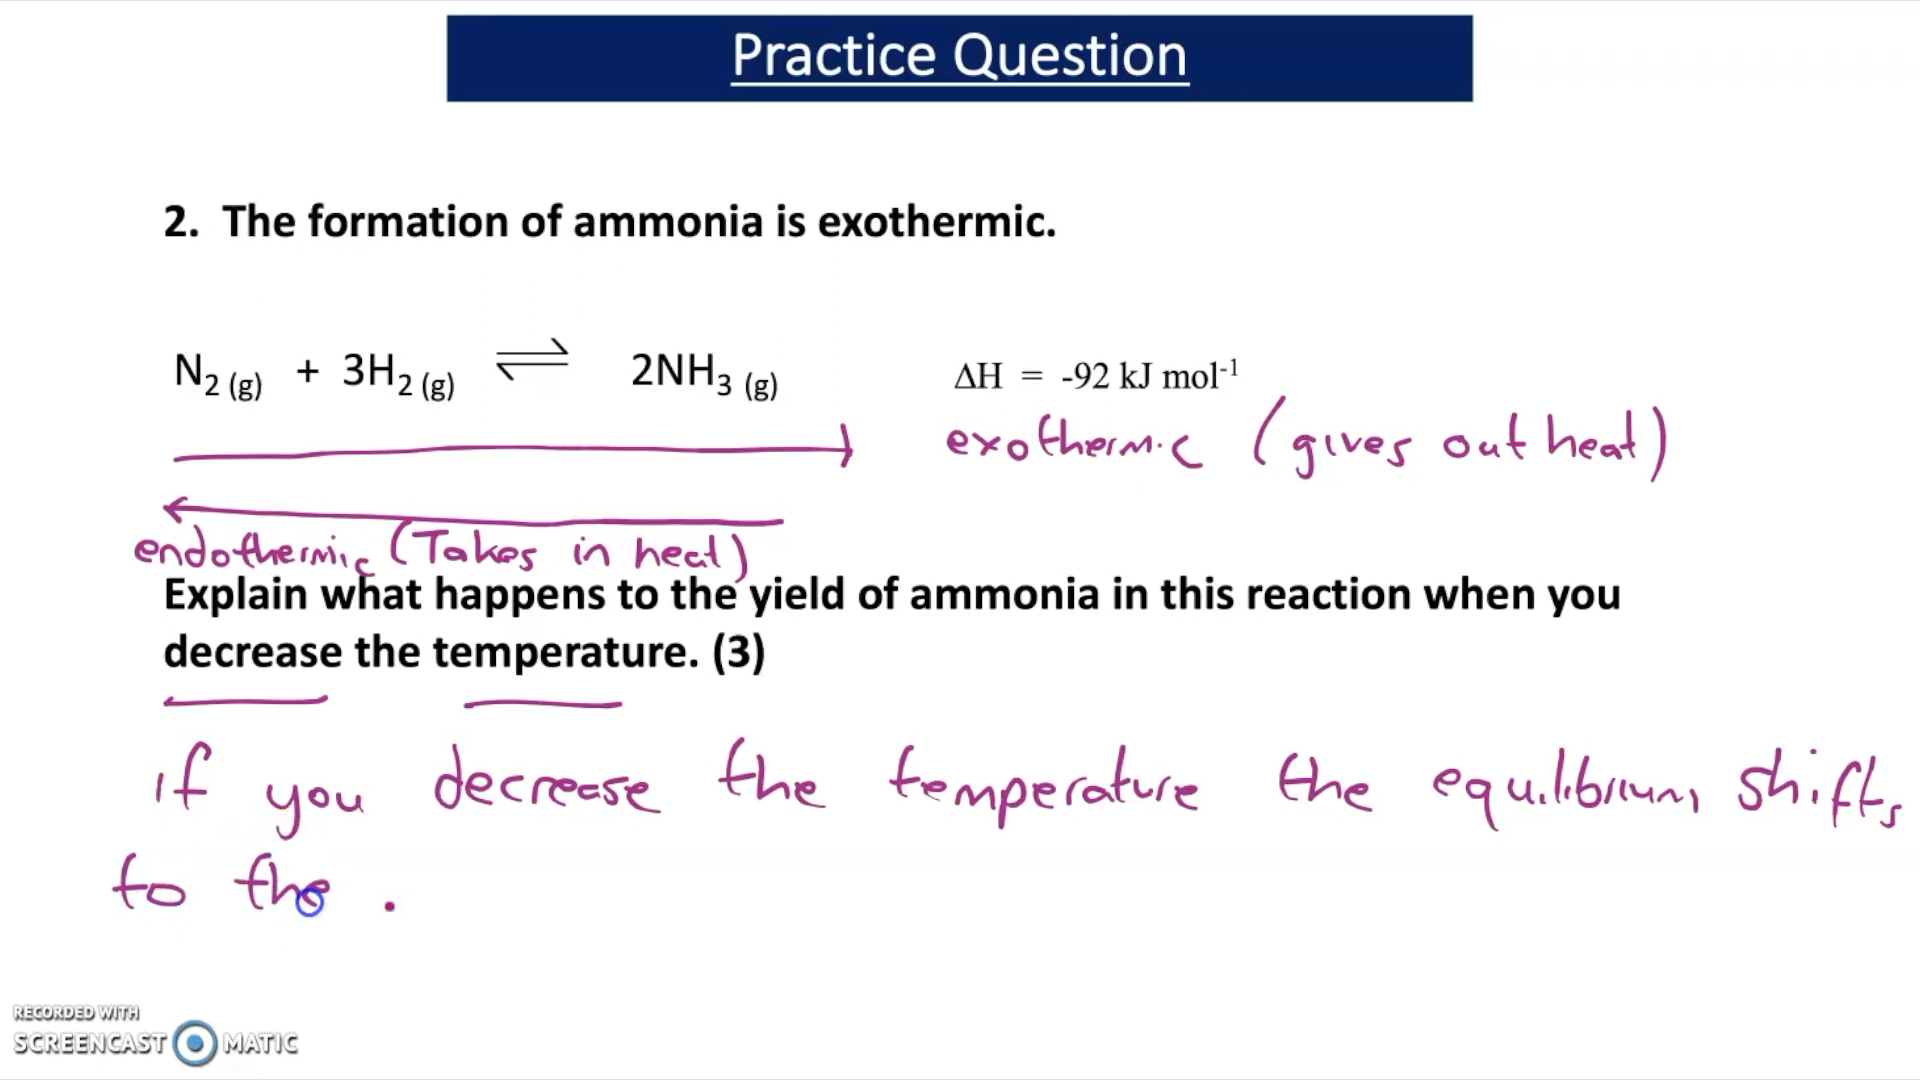 Practice Question
2. The formation of ammonia is exothermic.
N₂ (g) + 3H₂ (g) ⇌ 2NH₃ (g) ΔH = -92 kJ mol⁻¹
exothermic (gives out heat)
endothermic (Takes in heat)
Explain what happens to the yield of ammonia in this reaction when you
decrease the temperature. (3)
if you decrease the temperature the equilibrium shifts
to the .
RECORDED WITH
SCREENCAST MATIC